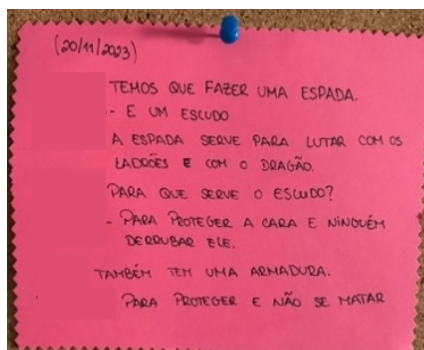 (20/11/2023)
TEMOS QUE FAZER UMA ESPADA.
- E UM ESCUDO
A ESPADA SERVE PARA LUTAR COM OS
LADRÕES E COM O DRAGÃO.
PARA QUE SERVE O ESCUDO?
- PARA PROTEGER A CARA E NINGUÉM
DERRUBAR ELE.
TAMBÉM TEM UMA ARMADURA.
PARA PROTEGER E NÃO SE MATAR